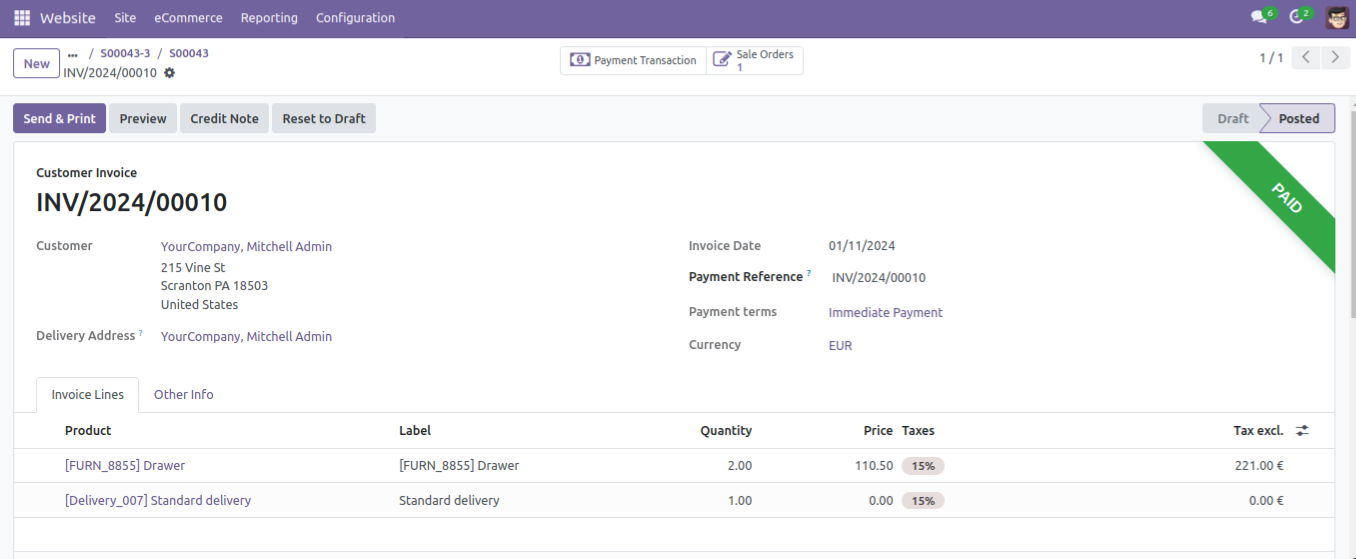 Website Site eCommerce Reporting Configuration 6 2
New ... / S00043-3 / S00043
INV/2024/00010
Payment Transaction
Sale Orders
1
1 / 1
Send & Print Preview Credit Note Reset to Draft Draft Posted
PAID
Customer Invoice
INV/2024/00010
Customer YourCompany, Mitchell Admin
215 Vine St
Scranton PA 18503
United States
Delivery Address ? YourCompany, Mitchell Admin
Invoice Date 01/11/2024
Payment Reference ? INV/2024/00010
Payment terms Immediate Payment
Currency EUR
Invoice Lines Other Info
Product Label Quantity Price Taxes Tax excl.
[FURN_8855] Drawer [FURN_8855] Drawer 2.00 110.50 15% 221.00 €
[Delivery_007] Standard delivery Standard delivery 1.00 0.00 15% 0.00 €